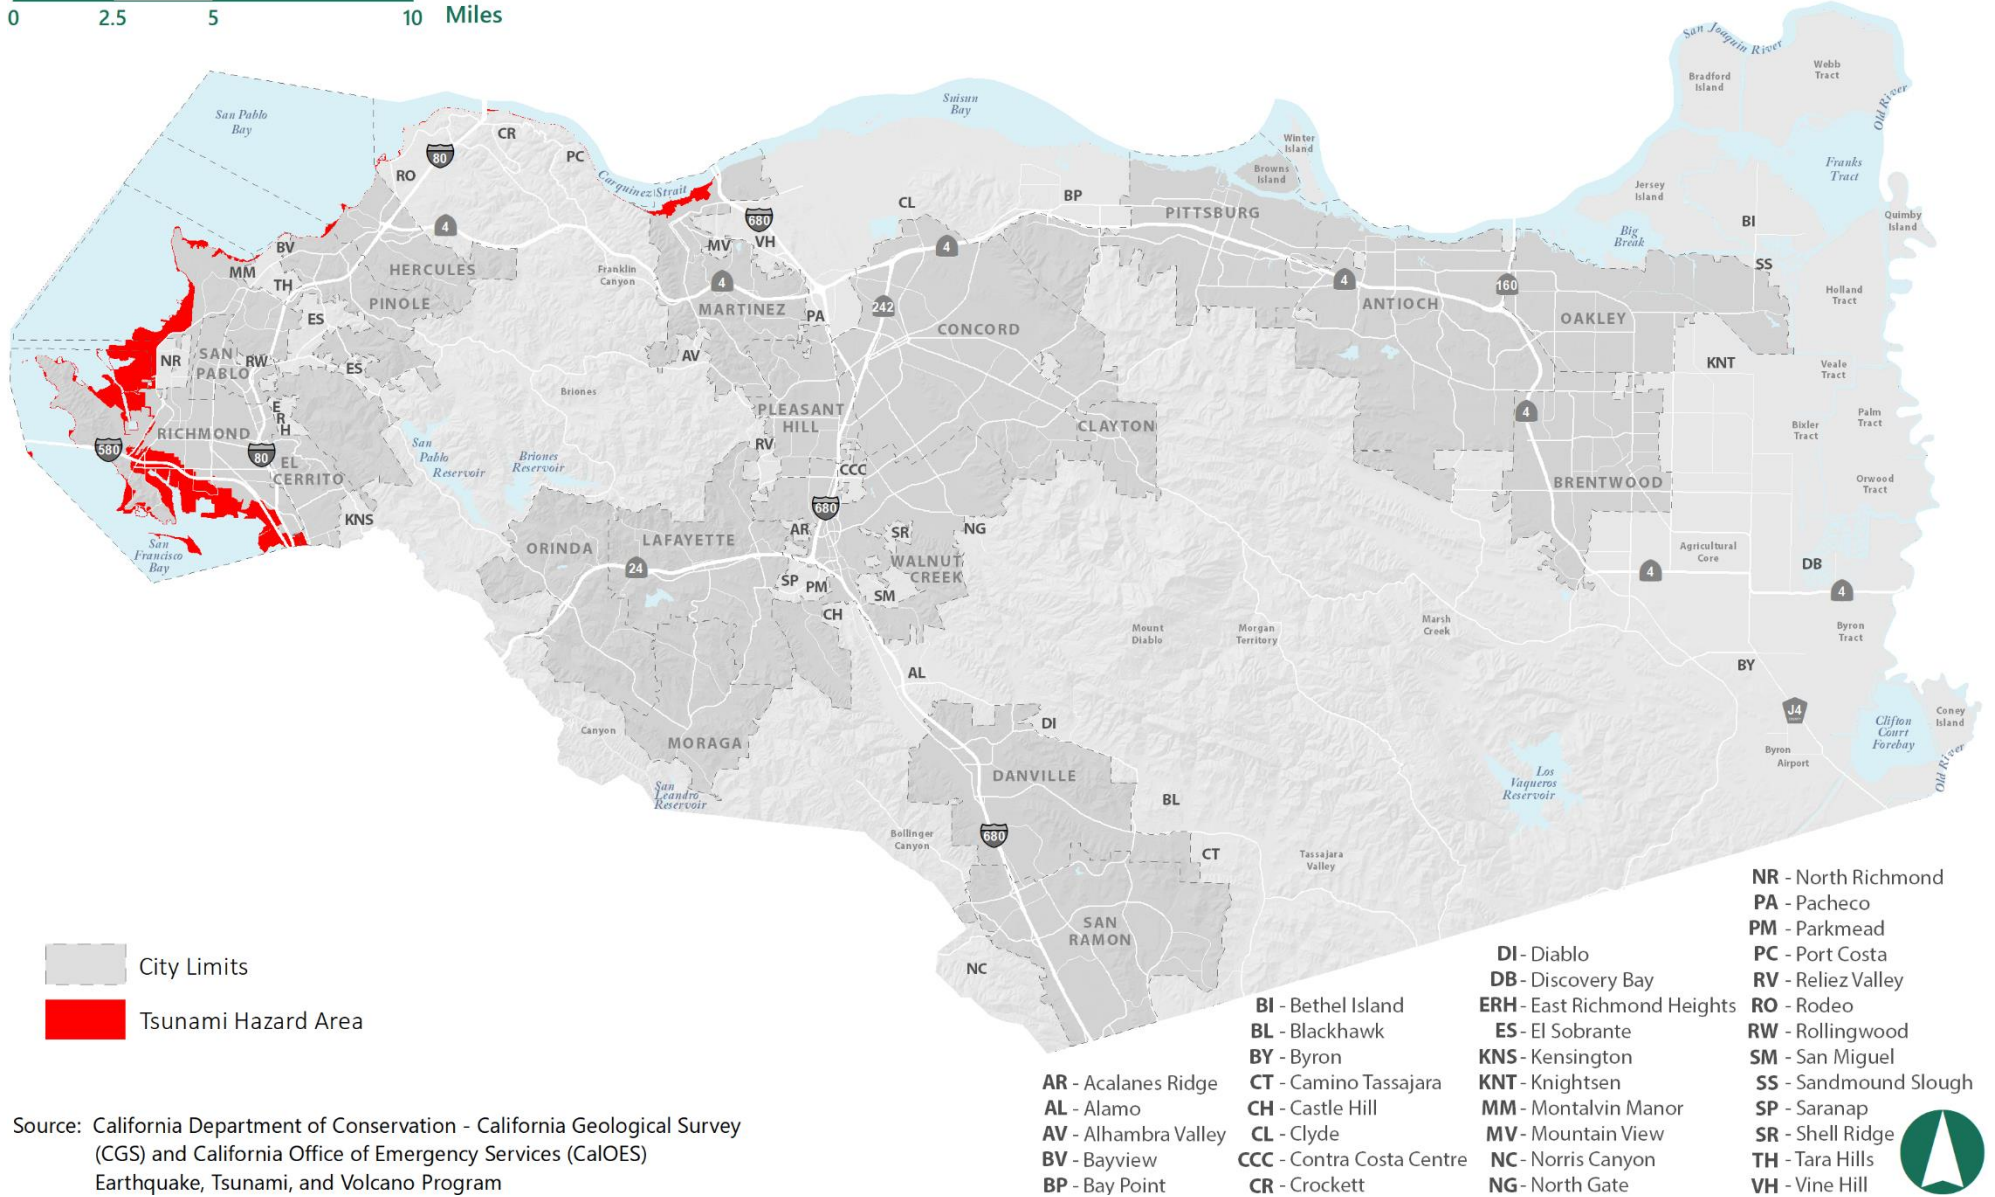 0 2.5 5 10 Miles
San Joaquin River
Bradford
Island
Webb
Tract
Old River
San Pablo
Bay
Suisun
Bay
CR
80
PC
RO
Carquinez Strait
Winter
Island
Browns
Island
Franks
Tract
Jersey
Island
BI
Quimby
Island
Big
Break
BP
PITTSBURG
CL
680
4
BV
MM
TH
HERCULES
PINOLE
ES
Franklin
Canyon
MV
VH
4
MARTINEZ
PA
4
242
CONCORD
4
ANTIOCH
160
OAKLEY
SS
Holland
Tract
NR
SAN
PABLO
RW
ES
AV
Briones
KNT
Veale
Tract
E
R
H
RICHMOND
580
80
EL
CERRITO
San
Pablo
Reservoir
Briones
Reservoir
PLEASANT
HILL
RV
CCC
CLAYTON
4
Bixler
Tract
Palm
Tract
BRENTWOOD
Orwood
Tract
KNS
San
Francisco
Bay
680
ORINDA
LAFAYETTE
24
AR
SR
NG
WALNUT
CREEK
SP
PM
SM
CH
Agricultural
Core
4
DB
4
Mount
Diablo
Morgan
Territory
Marsh
Creek
Byron
Tract
BY
AL
Canyon
MORAGA
DI
J4
Clifton
Court
Forebay
Coney
Island
Old River
Byron
Airport
San
Leandro
Reservoir
DANVILLE
BL
Los
Vaqueros
Reservoir
Bollinger
Canyon
680
CT
Tassajara
Valley
SAN
RAMON
NC
City Limits
Tsunami Hazard Area
Source: California Department of Conservation - California Geological Survey
(CGS) and California Office of Emergency Services (CalOES)
Earthquake, Tsunami, and Volcano Program
AR - Acalanes Ridge
AL - Alamo
AV - Alhambra Valley
BV - Bayview
BP - Bay Point
BI - Bethel Island
BL - Blackhawk
BY - Byron
CT - Camino Tassajara
CH - Castle Hill
CL - Clyde
CCC - Contra Costa Centre
CR - Crockett
DI - Diablo
DB - Discovery Bay
ERH - East Richmond Heights
ES - El Sobrante
KNS - Kensington
KNT - Knightsen
MM - Montalvin Manor
MV - Mountain View
NC - Norris Canyon
NG - North Gate
NR - North Richmond
PA - Pacheco
PM - Parkmead
PC - Port Costa
RV - Reliez Valley
RO - Rodeo
RW - Rollingwood
SM - San Miguel
SS - Sandmound Slough
SP - Saranap
SR - Shell Ridge
TH - Tara Hills
VH - Vine Hill